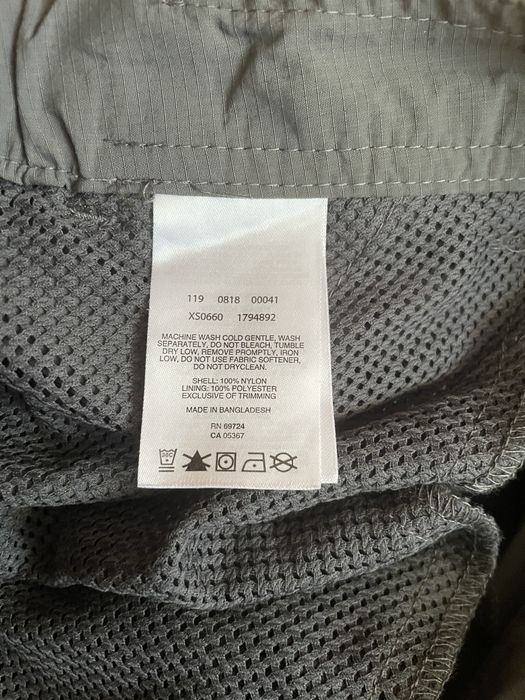 119 0818 00041
XS0660 1794892
MACHINE WASH COLD GENTLE, WASH
SEPARATELY, DO NOT BLEACH, TUMBLE
DRY LOW, REMOVE PROMPTLY, IRON
LOW, DO NOT USE FABRIC SOFTENER,
DO NOT DRYCLEAN.
SHELL: 100% NYLON
LINING: 100% POLYESTER
EXCLUSIVE OF TRIMMING
MADE IN BANGLADESH
RN 69724
CA 05367